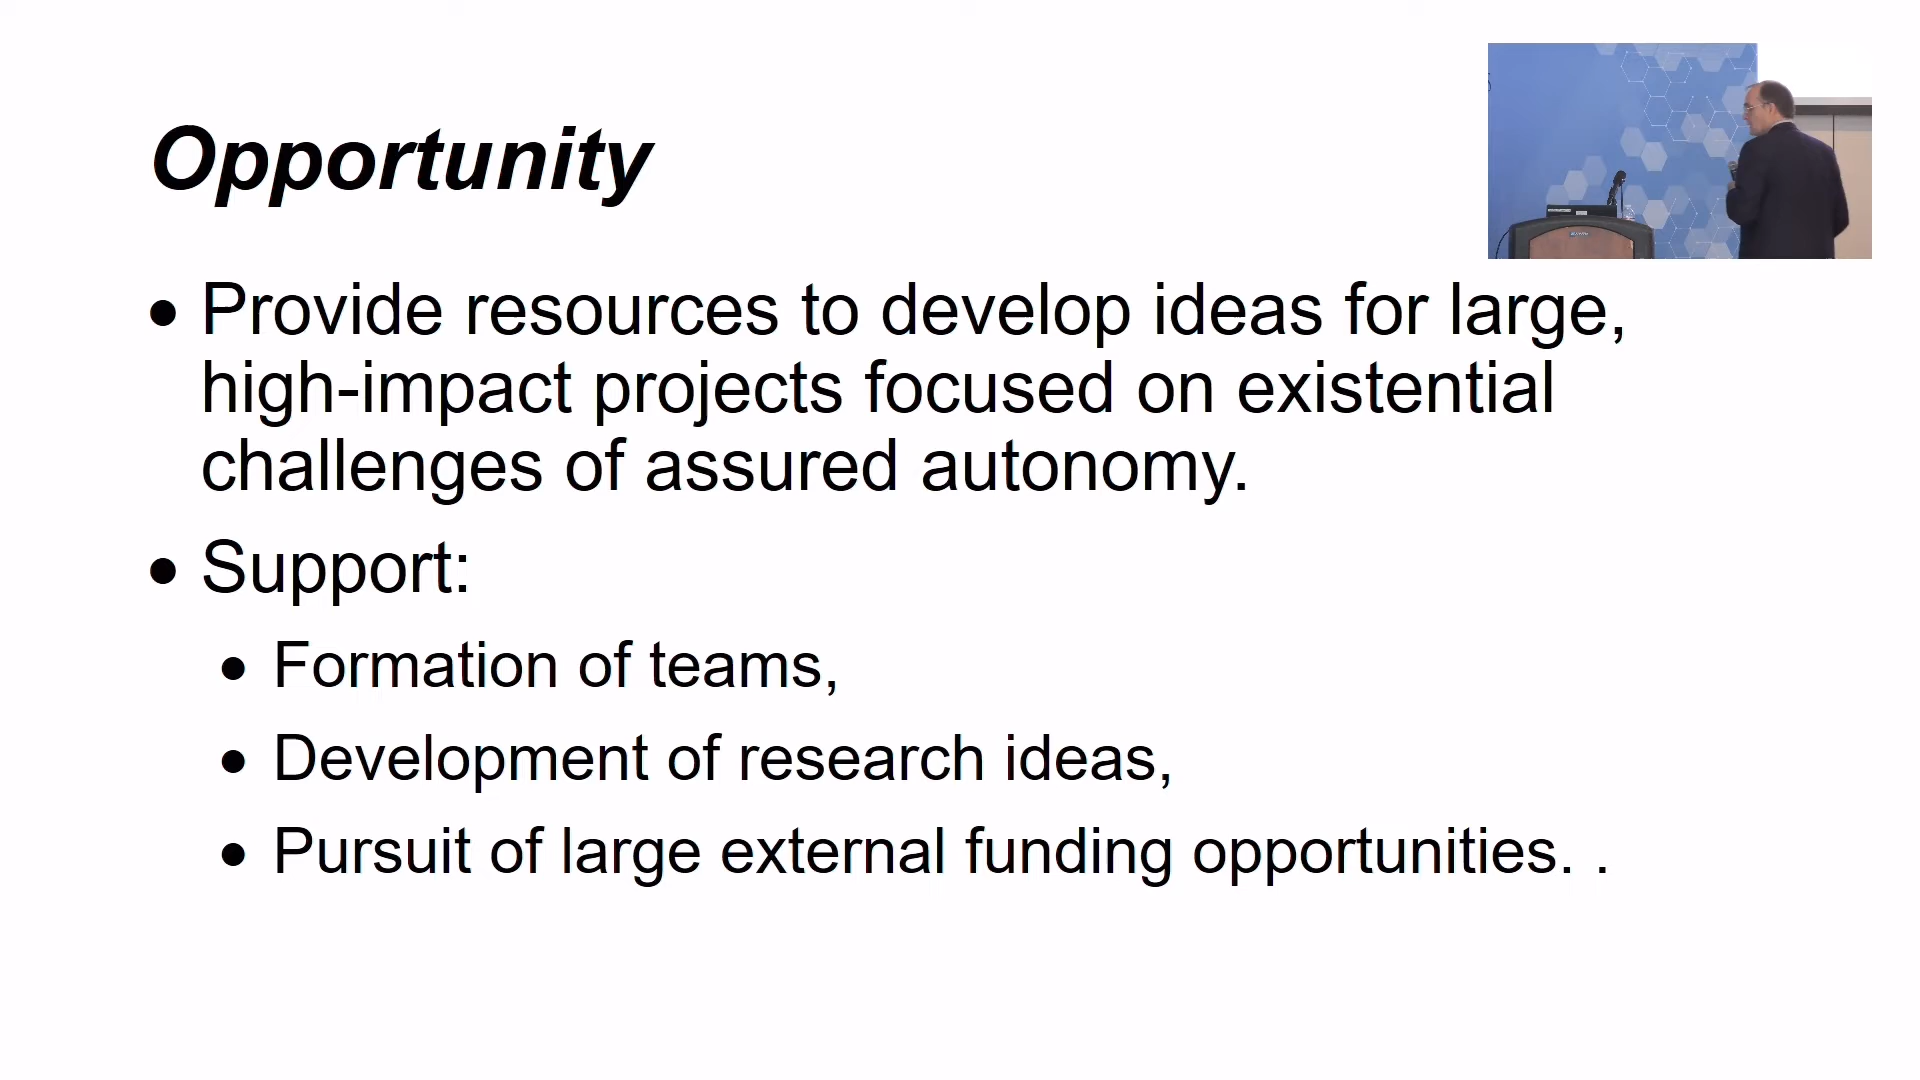 Opportunity
• Provide resources to develop ideas for large,
high-impact projects focused on existential
challenges of assured autonomy.
• Support:
• Formation of teams,
• Development of research ideas,
• Pursuit of large external funding opportunities. .